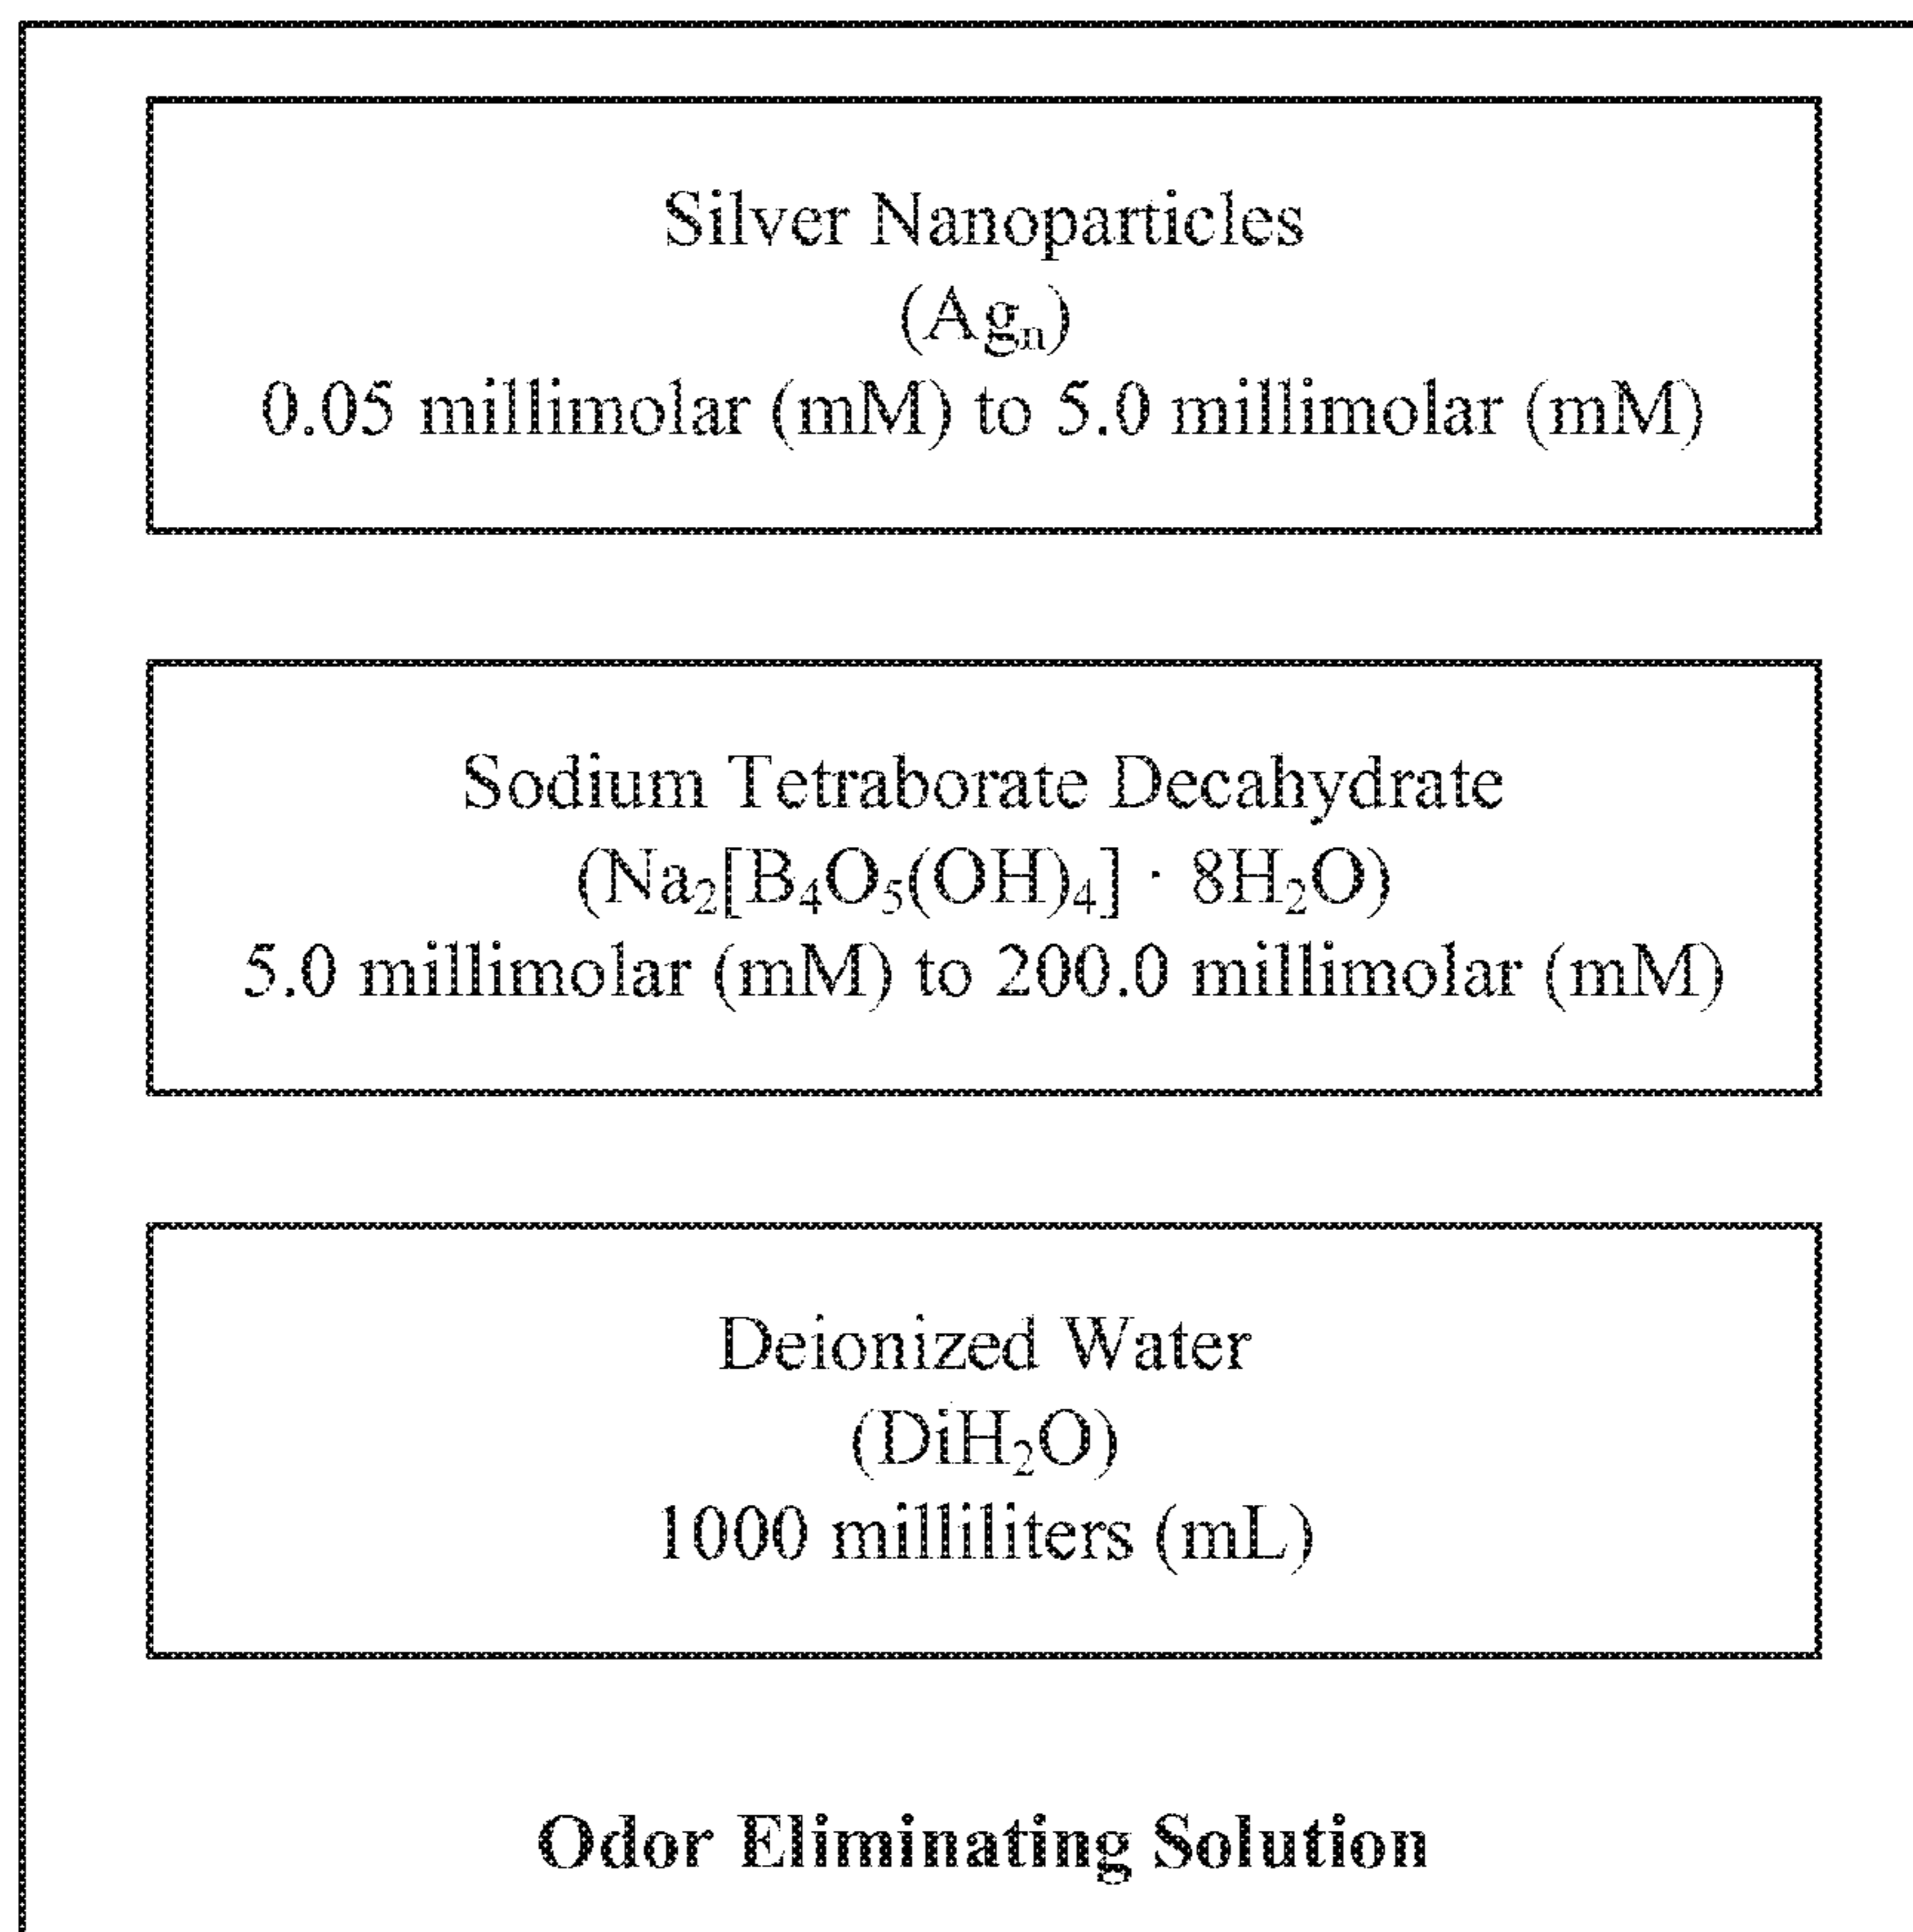 Silver Nanoparticles
(Agₙ)
0.05 millimolar (mM) to 5.0 millimolar (mM)
Sodium Tetraborate Decahydrate
(Na₂[B₄O₅(OH)₄] · 8H₂O)
5.0 millimolar (mM) to 200.0 millimolar (mM)
Deionized Water
(DiH₂O)
1000 milliliters (mL)
Odor Eliminating Solution